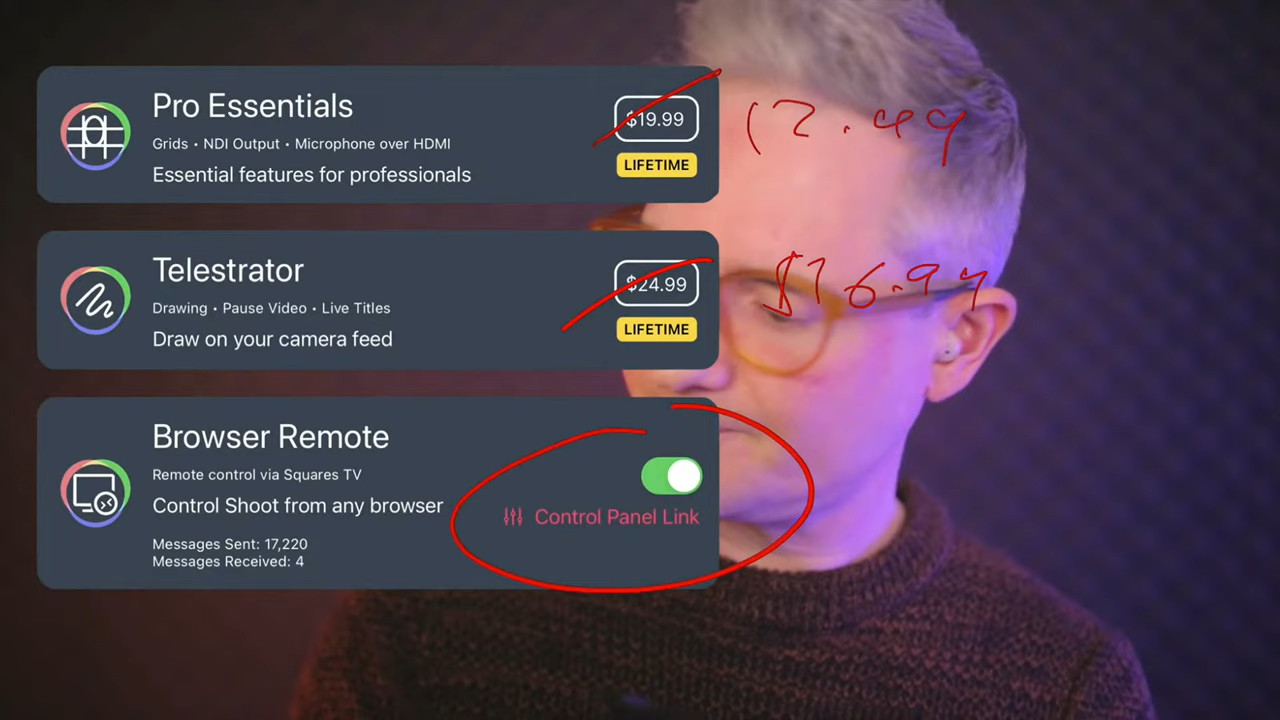 Pro Essentials
$19.99
12.49
Grids • NDI Output • Microphone over HDMI
LIFETIME
Essential features for professionals
Telestrator
$24.99
$16.99
Drawing • Pause Video • Live Titles
LIFETIME
Draw on your camera feed
Browser Remote
Remote control via Squares TV
Control Shoot from any browser
Control Panel Link
Messages Sent: 17,220
Messages Received: 4